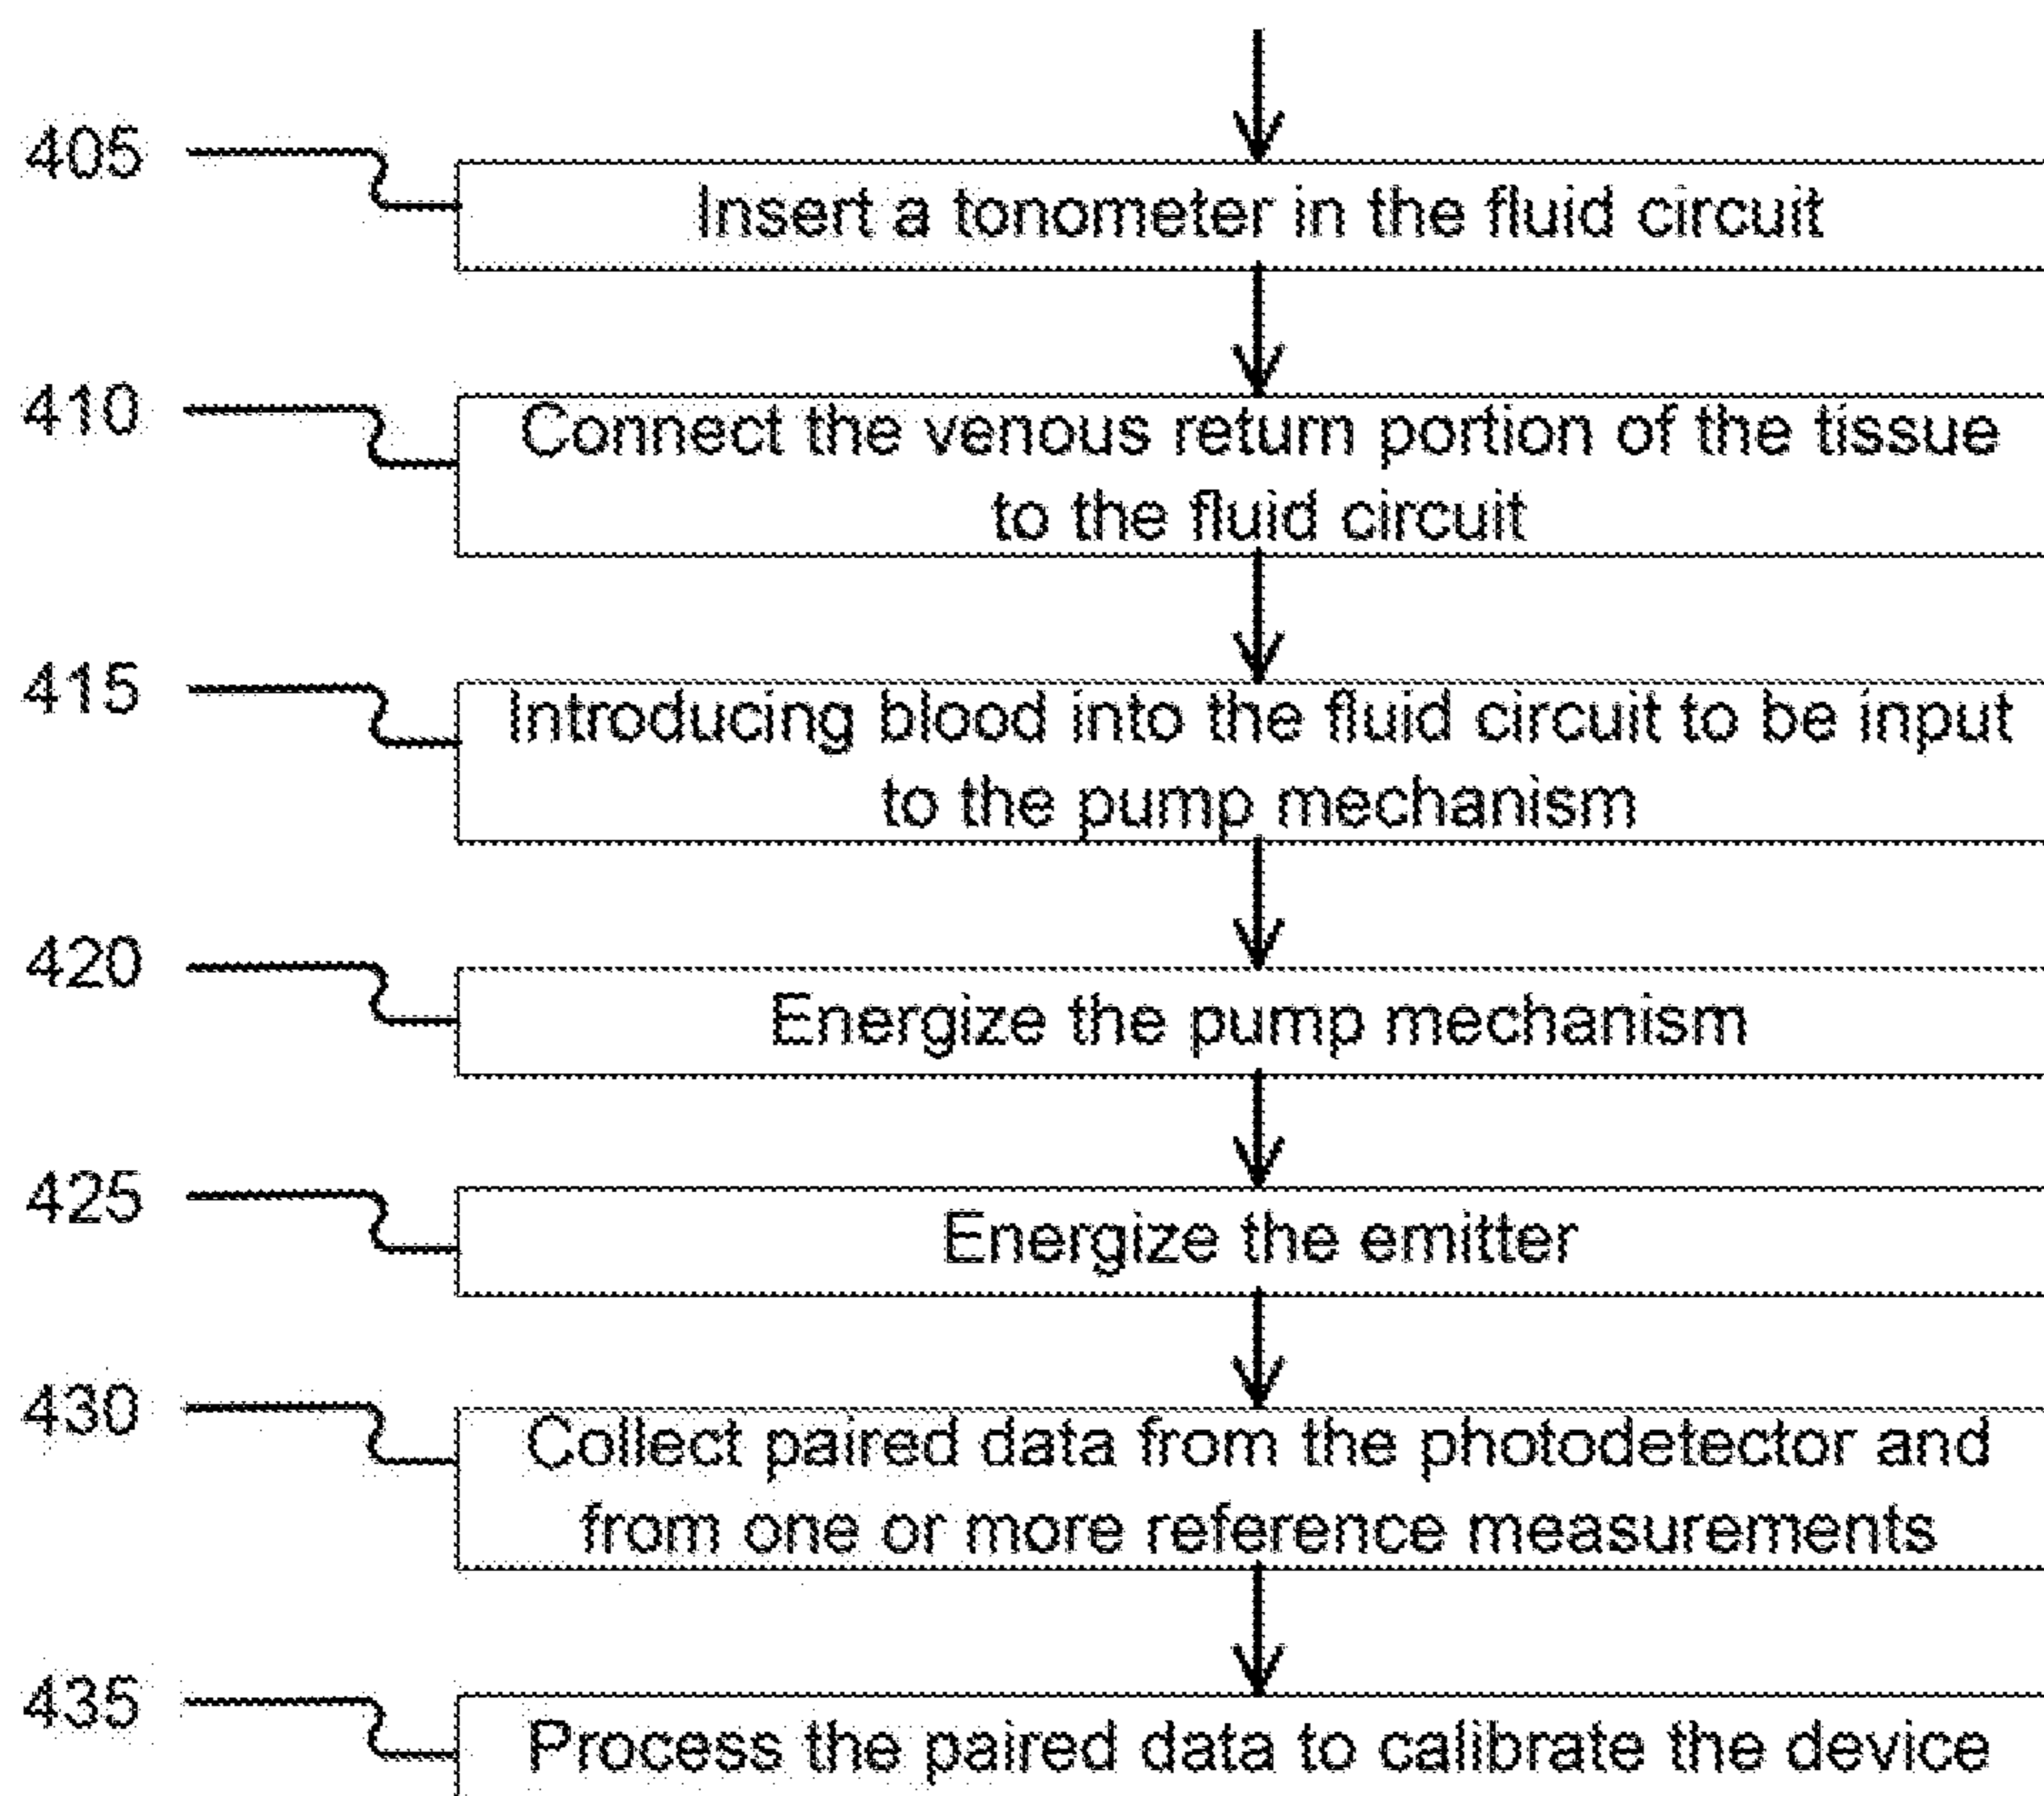 405
Insert a tonometer in the fluid circuit
410
Connect the venous return portion of the tissue
to the fluid circuit
415
Introducing blood into the fluid circuit to be input
to the pump mechanism
420
Energize the pump mechanism
425
Energize the emitter
430
Collect paired data from the photodetector and
from one or more reference measurements
435
Process the paired data to calibrate the device